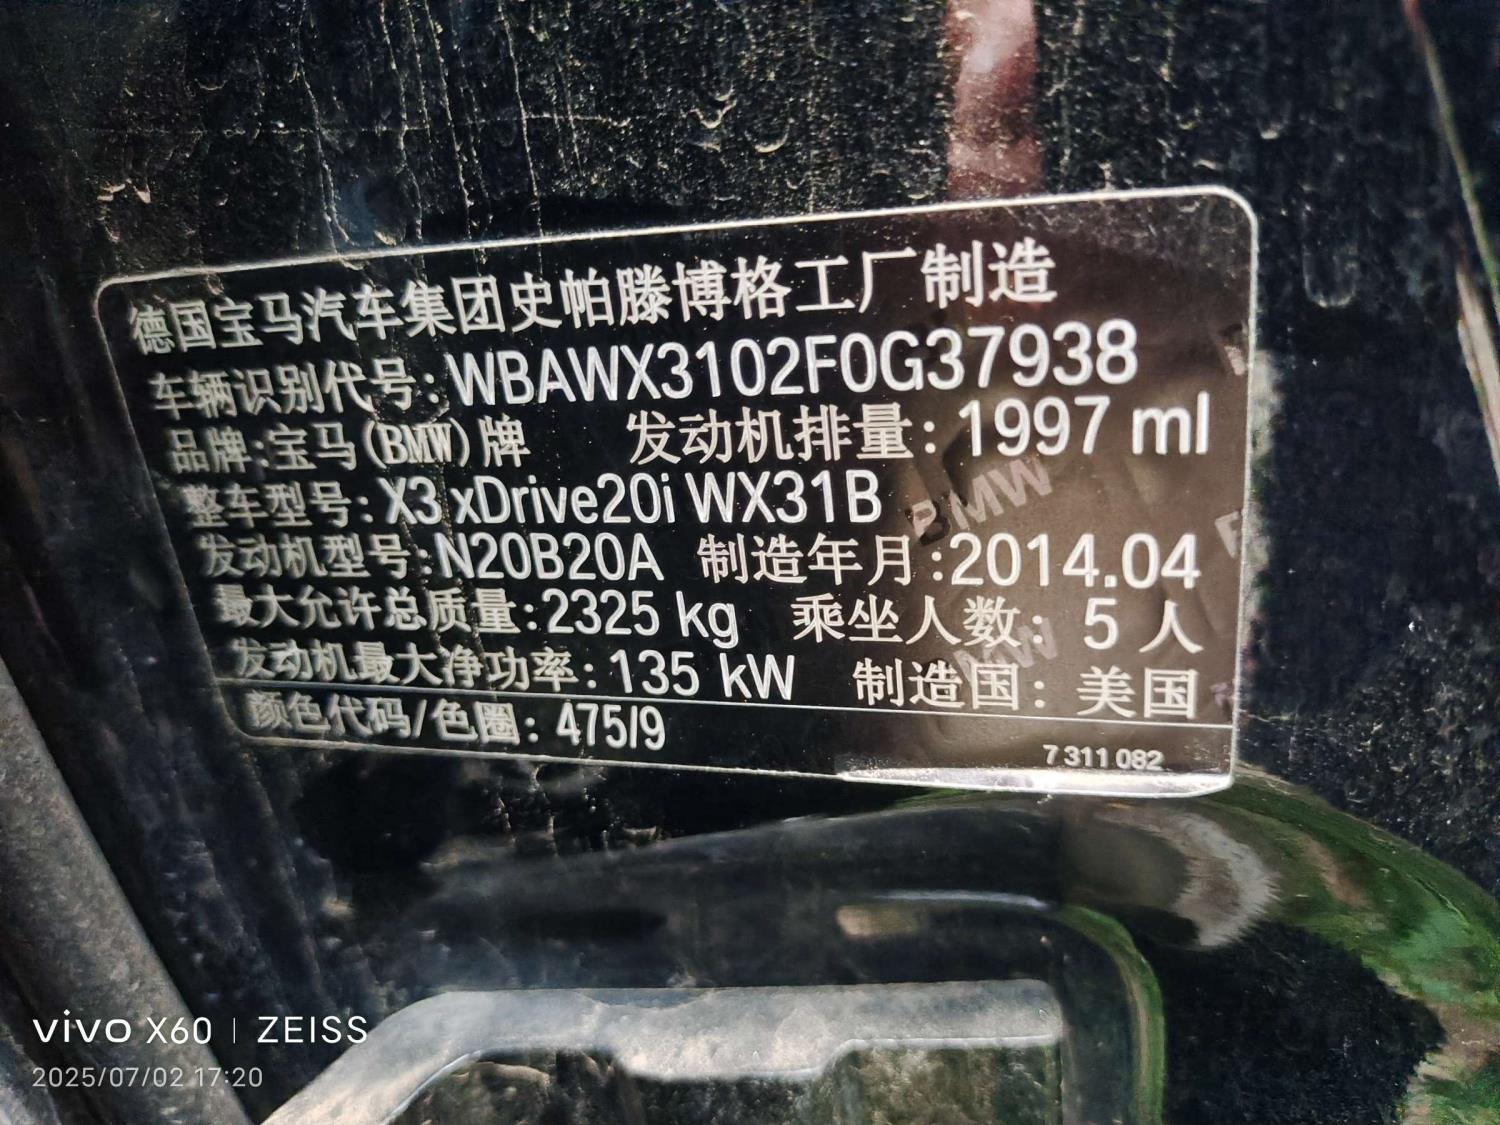 德国宝马汽车集团史帕滕博格工厂制造
车辆识别代号: WBAWX3102F0G37938
品牌:宝马(BMW)牌 发动机排量: 1997 ml
整车型号: X3 xDrive20i WX31B
发动机型号: N20B20A 制造年月:2014.04
最大允许总质量:2325 kg 乘坐人数: 5 人
发动机最大净功率: 135 kW 制造国: 美国
颜色代码/色圈: 475/9
7 311 082
BMW
vivo X60 | ZEISS
2025/07/02 17:20